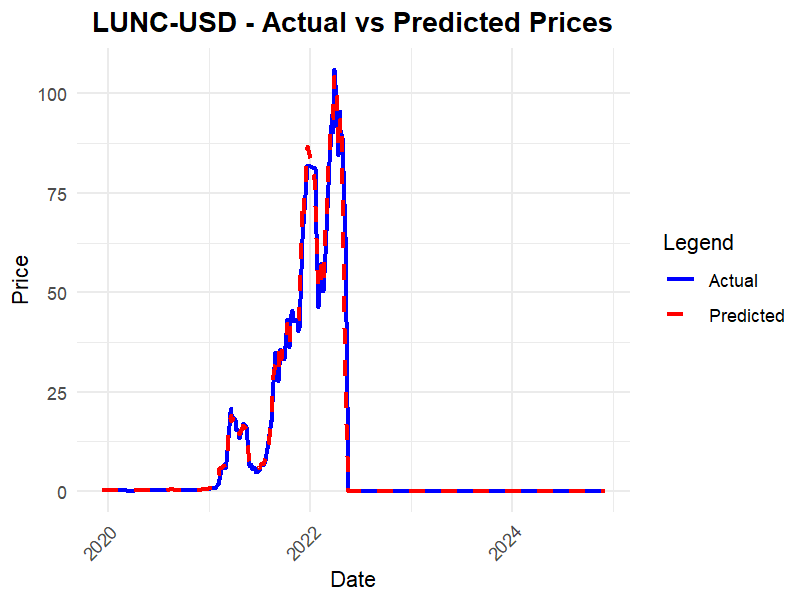 LUNC-USD - Actual vs Predicted Prices
100
75
50
25
0
Price
2020
2022
2024
Date
Legend
Actual
Predicted